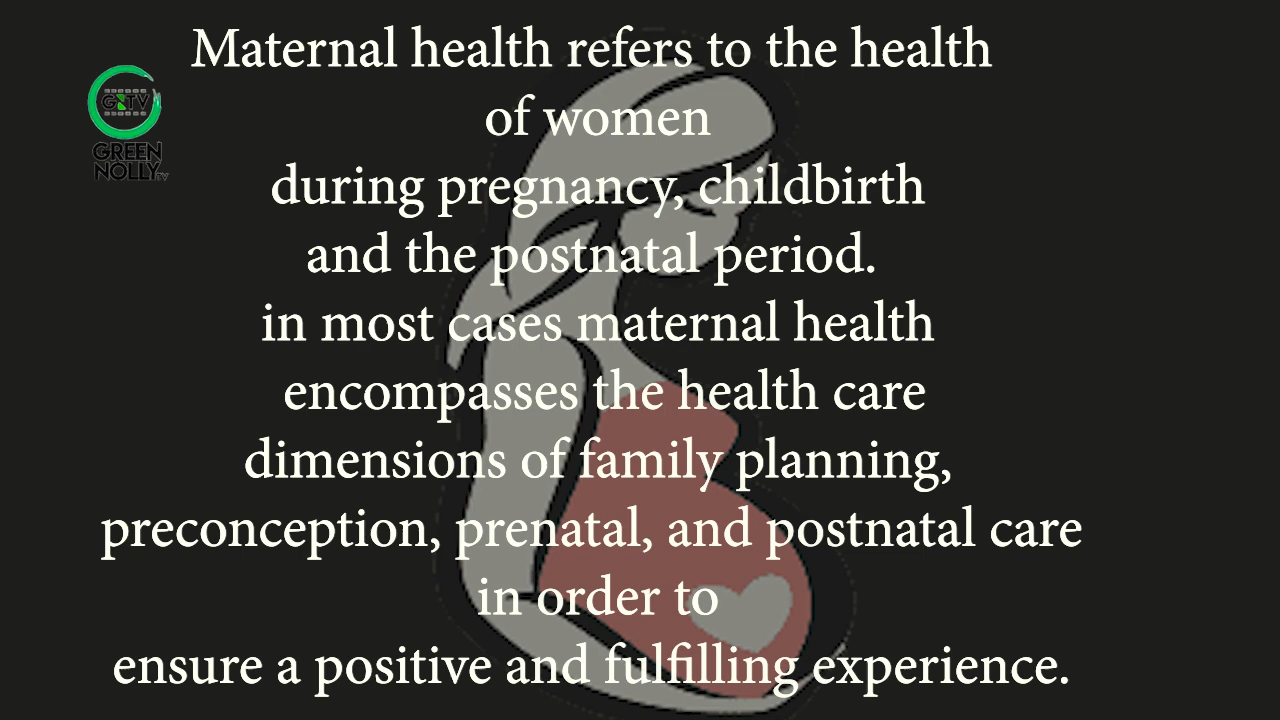 Maternal health refers to the health
of women
during pregnancy, childbirth
and the postnatal period.
in most cases maternal health
encompasses the health care
dimensions of family planning,
preconception, prenatal, and postnatal care
in order to
ensure a positive and fulfilling experience.
GNTV
GREEN
NOLLY TV